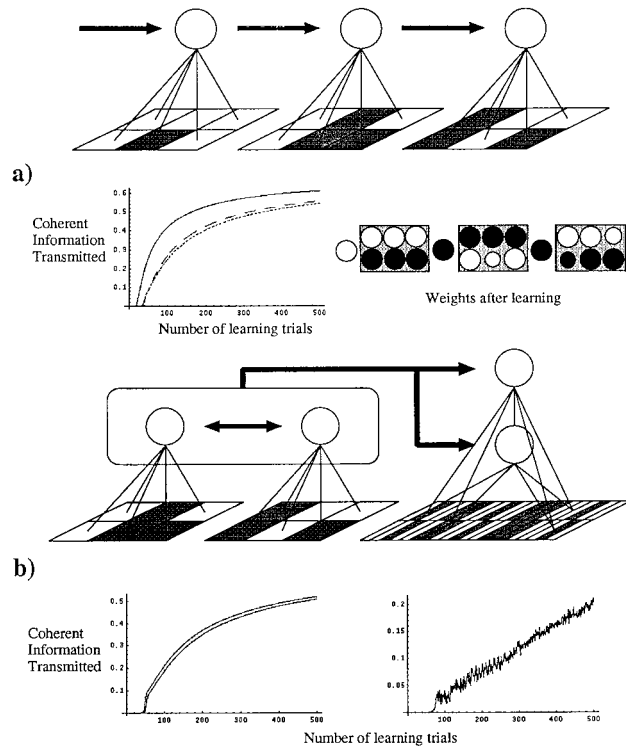 a)
Coherent
Information
Transmitted
0.6
0.5
0.4
0.3
0.2
0.1
100 200 300 400 500
Number of learning trials
Weights after learning
b)
Coherent
Information
Transmitted
0.5
0.4
0.3
0.2
0.1
100 200 300 400 500
0.2
0.15
0.1
0.05
100 200 300 400 500
Number of learning trials